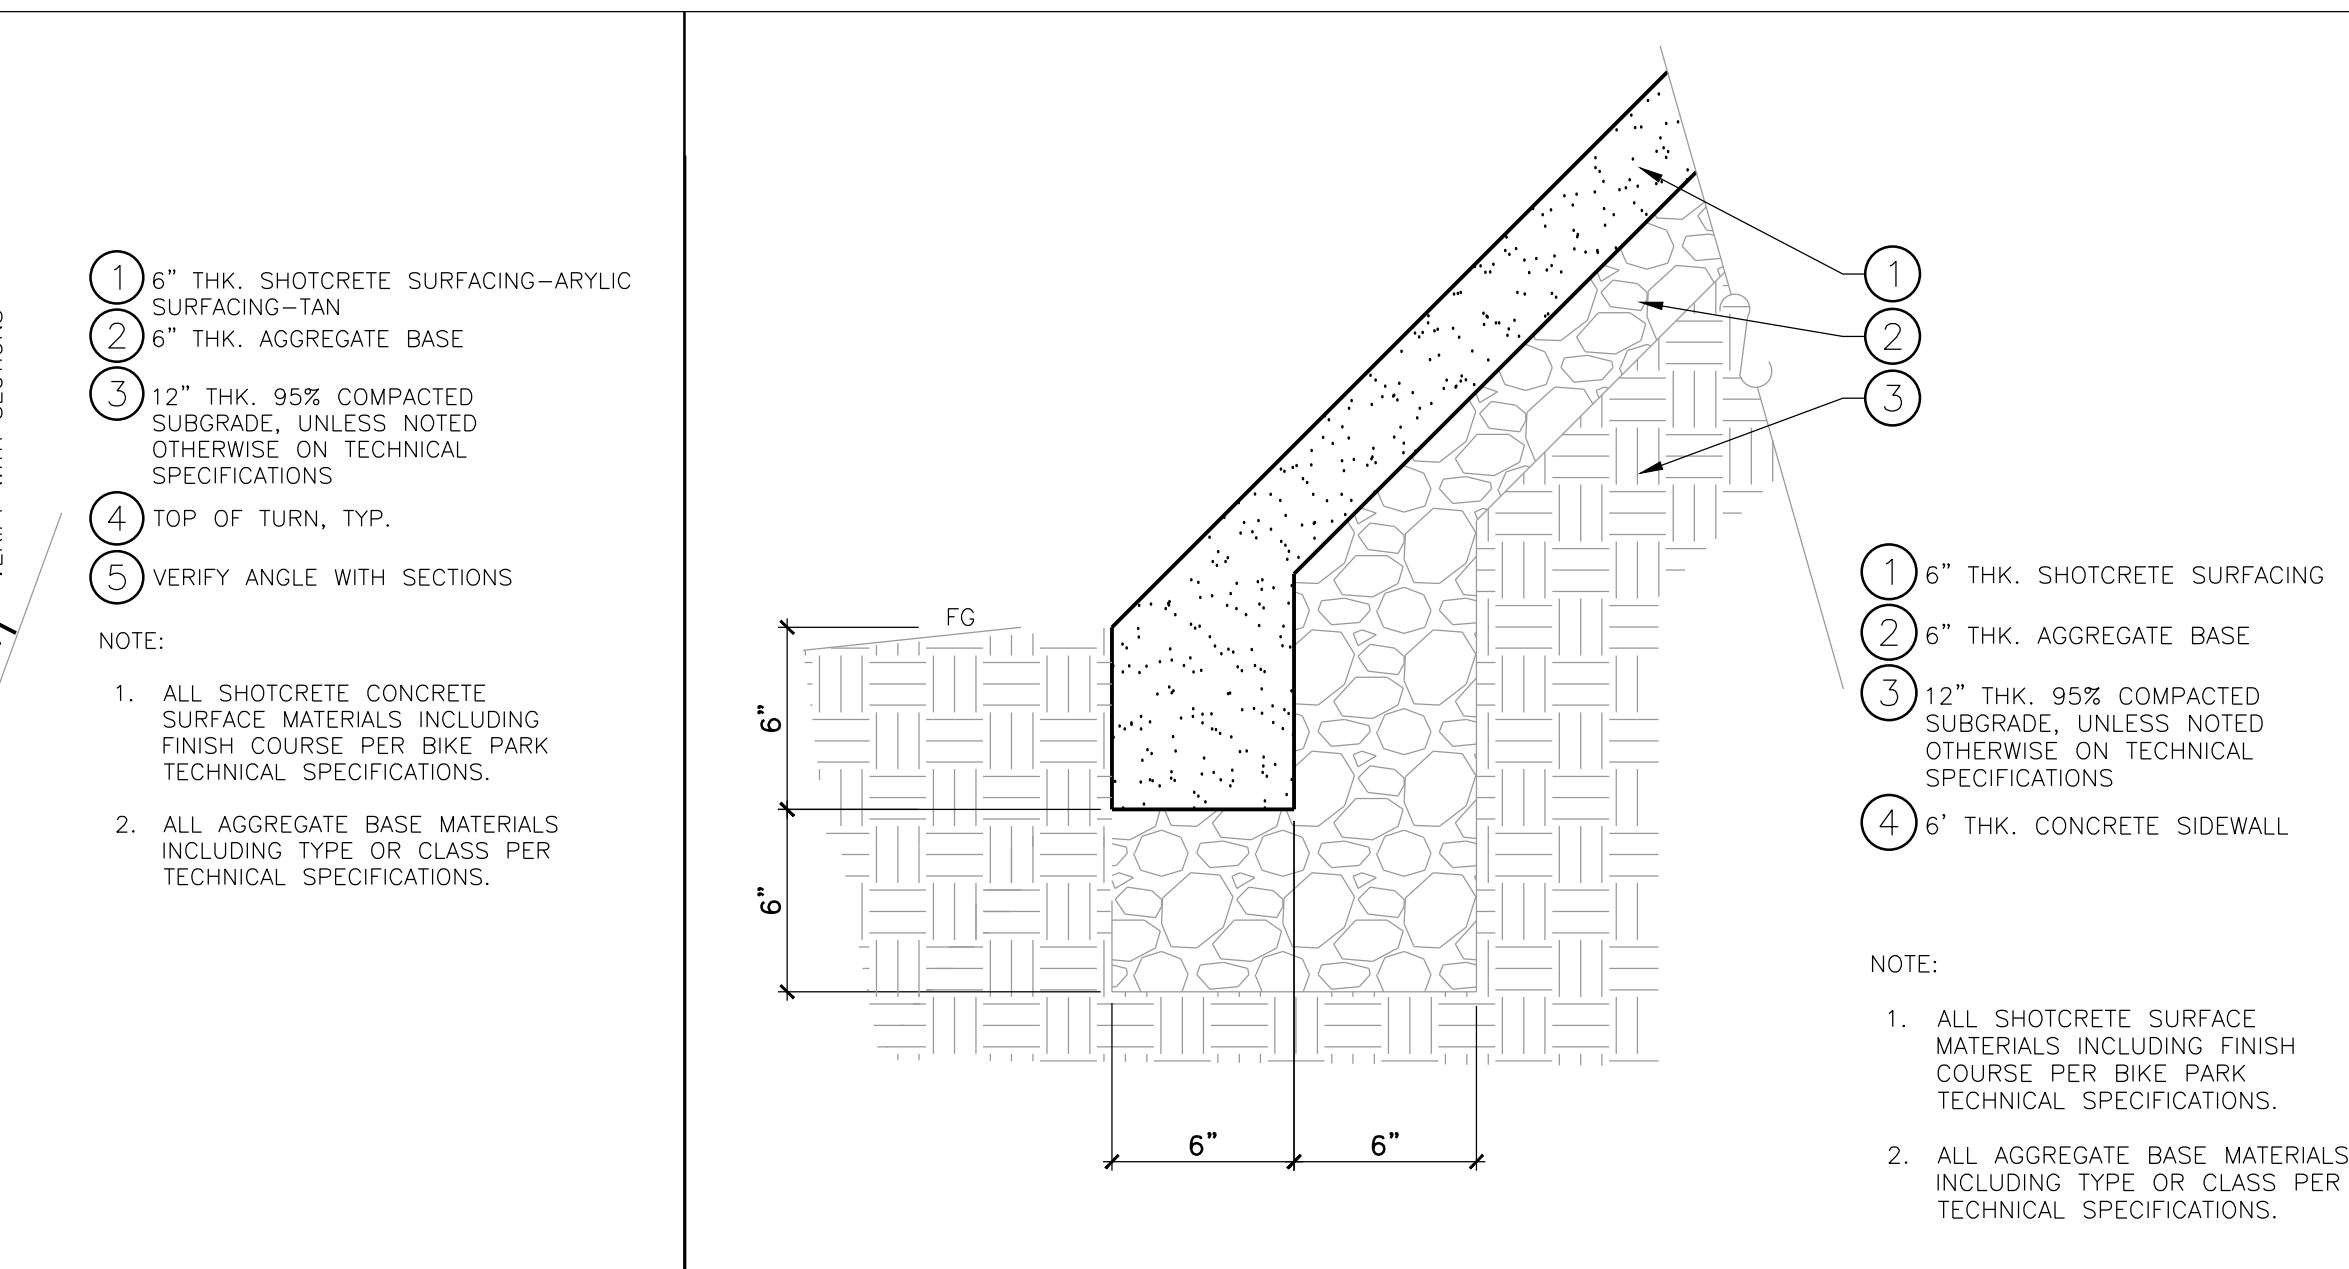 1 6" THK. SHOTCRETE SURFACING-ARYLIC
SURFACING-TAN
2 6" THK. AGGREGATE BASE
3 12" THK. 95% COMPACTED
SUBGRADE, UNLESS NOTED
OTHERWISE ON TECHNICAL
SPECIFICATIONS
4 TOP OF TURN, TYP.
5 VERIFY ANGLE WITH SECTIONS
NOTE:
1. ALL SHOTCRETE CONCRETE
SURFACE MATERIALS INCLUDING
FINISH COURSE PER BIKE PARK
TECHNICAL SPECIFICATIONS.
2. ALL AGGREGATE BASE MATERIALS
INCLUDING TYPE OR CLASS PER
TECHNICAL SPECIFICATIONS.
FG
6"
6"
6"
6"
1
2
3
1 6" THK. SHOTCRETE SURFACING
2 6" THK. AGGREGATE BASE
3 12" THK. 95% COMPACTED
SUBGRADE, UNLESS NOTED
OTHERWISE ON TECHNICAL
SPECIFICATIONS
4 6' THK. CONCRETE SIDEWALL
NOTE:
1. ALL SHOTCRETE SURFACE
MATERIALS INCLUDING FINISH
COURSE PER BIKE PARK
TECHNICAL SPECIFICATIONS.
2. ALL AGGREGATE BASE MATERIALS
INCLUDING TYPE OR CLASS PER
TECHNICAL SPECIFICATIONS.